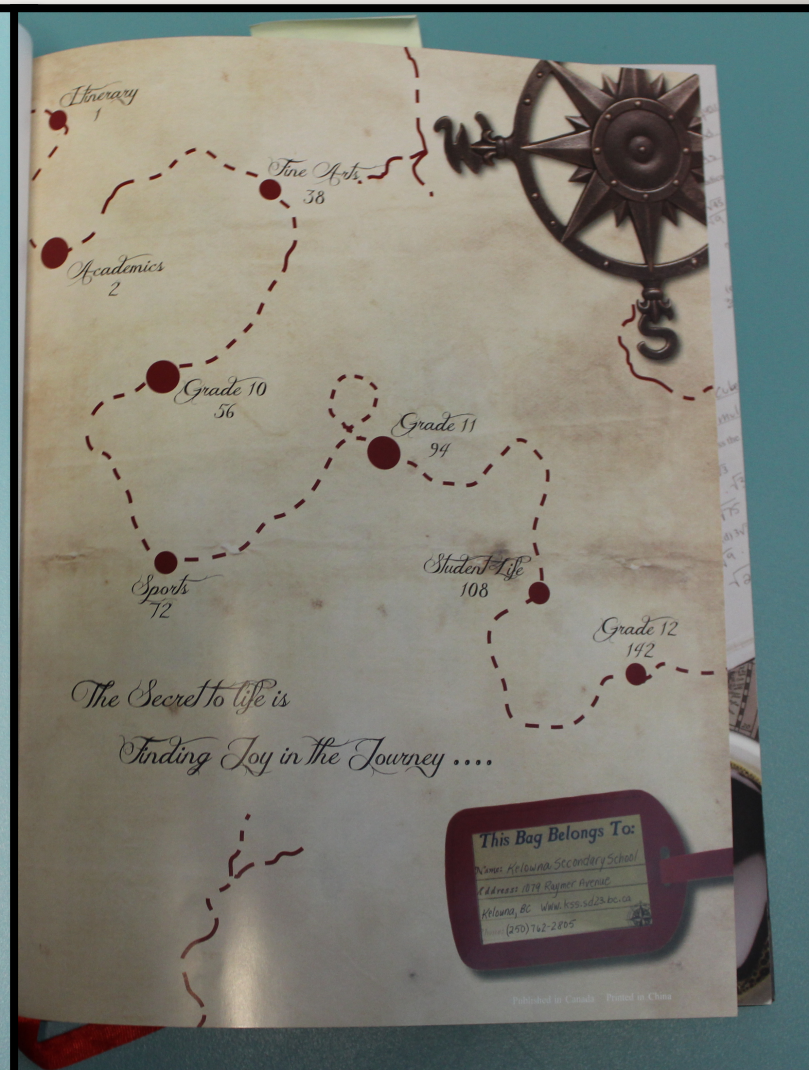 Itinerary
1
Fine Arts
38
W
Academics
2
S
Grade 10
56
Grade 11
94
Sports
72
Student Life
108
Grade 12
142
The Secret to life is
Finding Joy in the Journey ....
This Bag Belongs To:
Name: Kelowna Secondary School
Address: 1079 Raymer Avenue
Kelowna, BC www.kss.sd23.bc.ca
(250) 762-2805
Published in Canada Printed in China